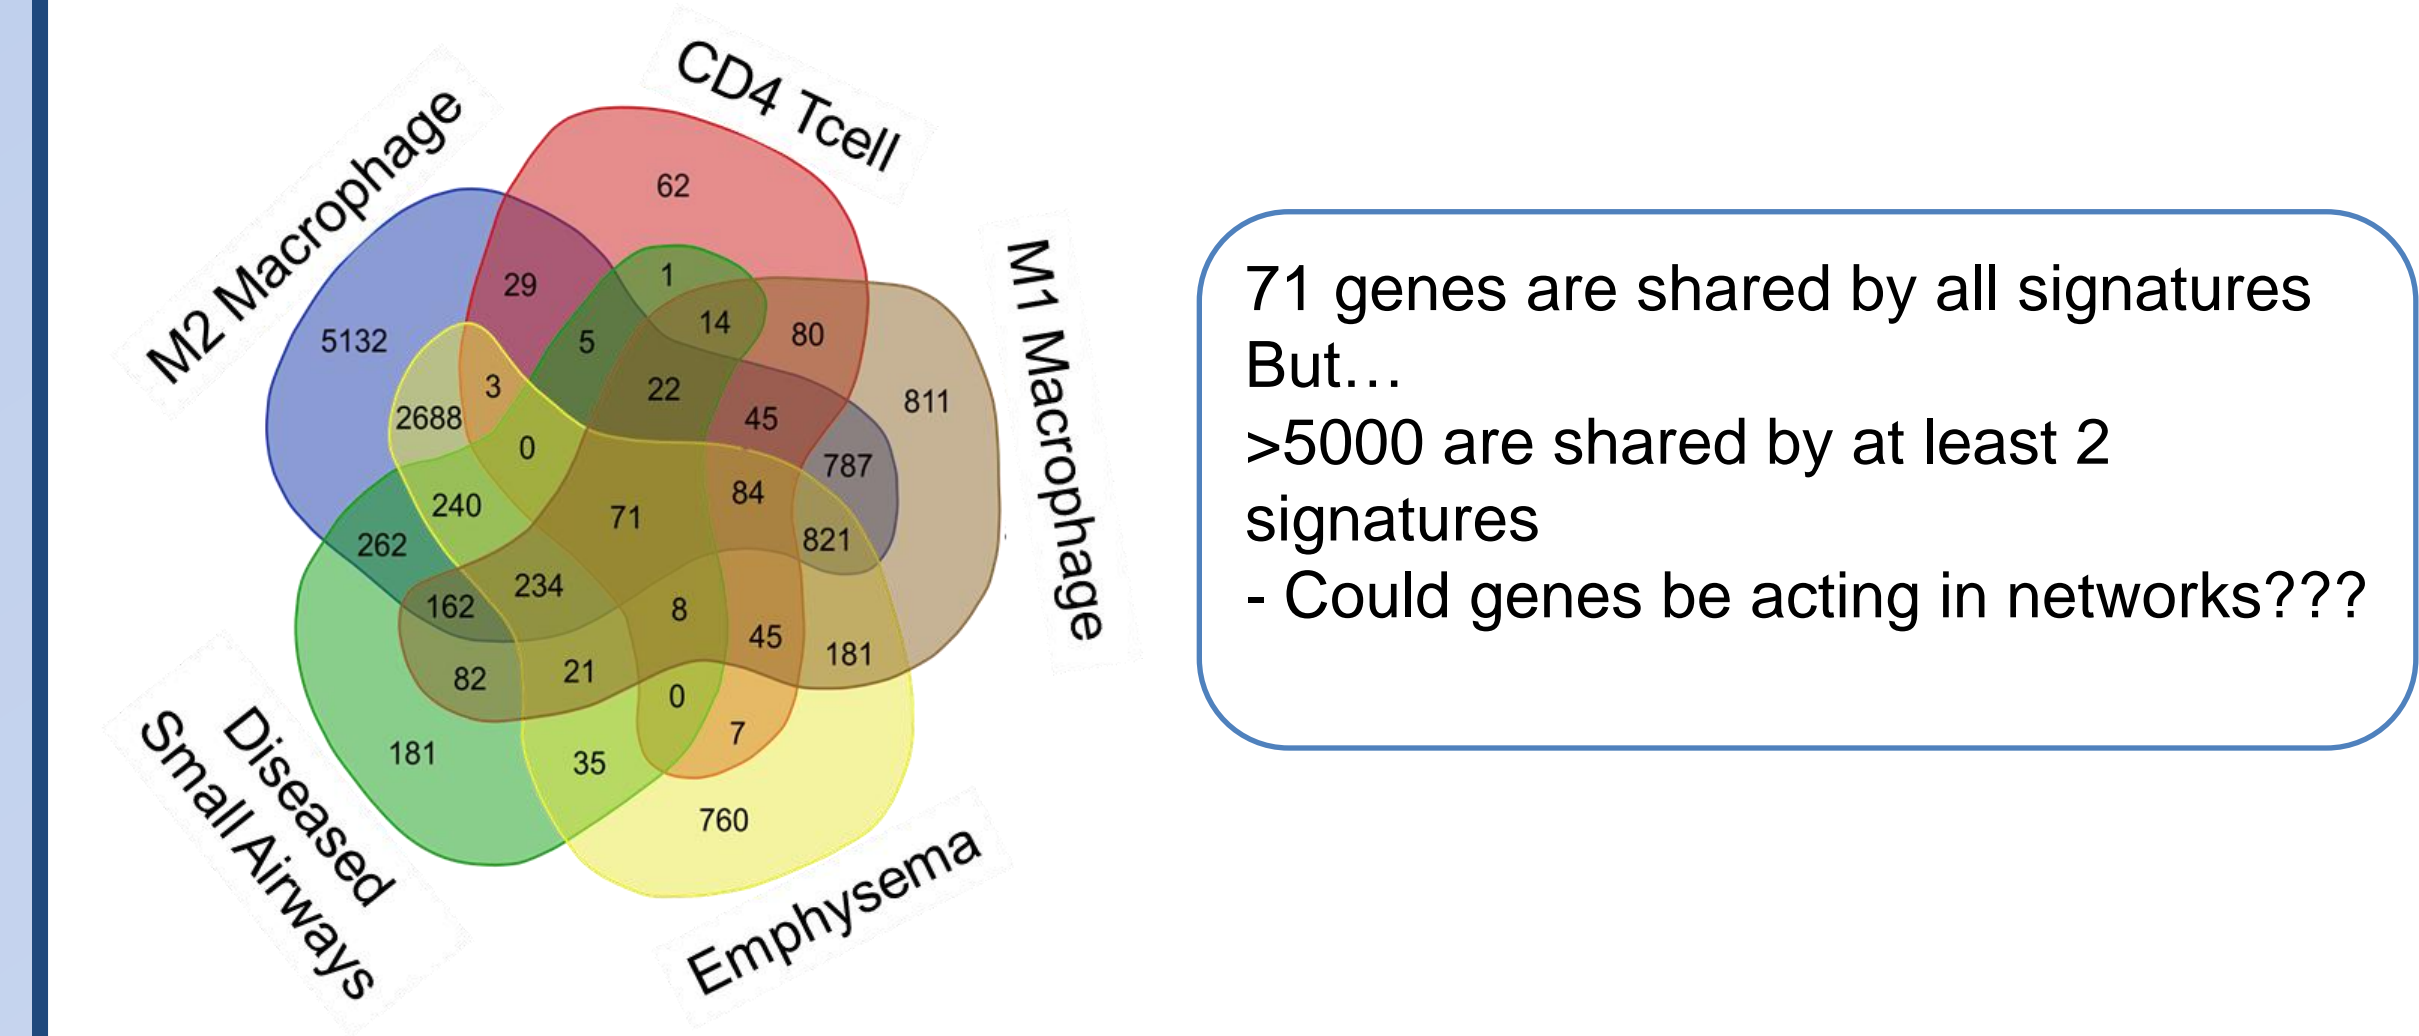 CD4 Tcell
M2 Macrophage
M1 Macrophage
62
29
1
5132
5
14
80
3
22
811
2688
45
0
787
240
84
71
821
262
234
162
8
45
181
82
21
0
7
181
35
760
Diseased
Small Airways
Emphysema
71 genes are shared by all signatures
But…
>5000 are shared by at least 2
signatures
- Could genes be acting in networks???